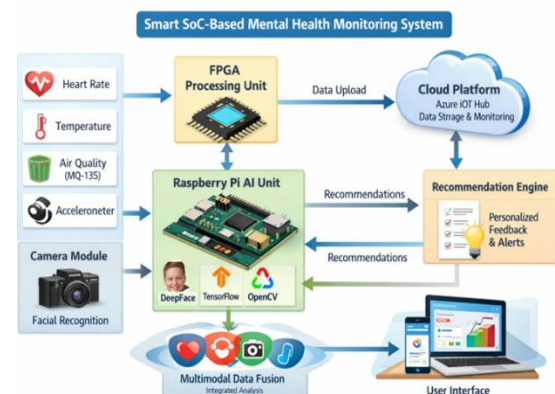 Smart SoC-Based Mental Health Monitoring System
Heart Rate
Temperature
Air Quality
(MQ-135)
Acceleroneter
Camera Module
Facial Recognition
FPGA
Processing Unit
Data Upload
Cloud Platform
Azure iOT Hub
Data Strrage & Monitoring
Raspberry Pi AI Unit
DeepFace
TensorFlow
OpenCV
Recommendations
Recommendations
Recommendation Engine
Personalized
Feedback
& Alerts
Multimodal Data Fusion
Integrated Analysis
User Interface